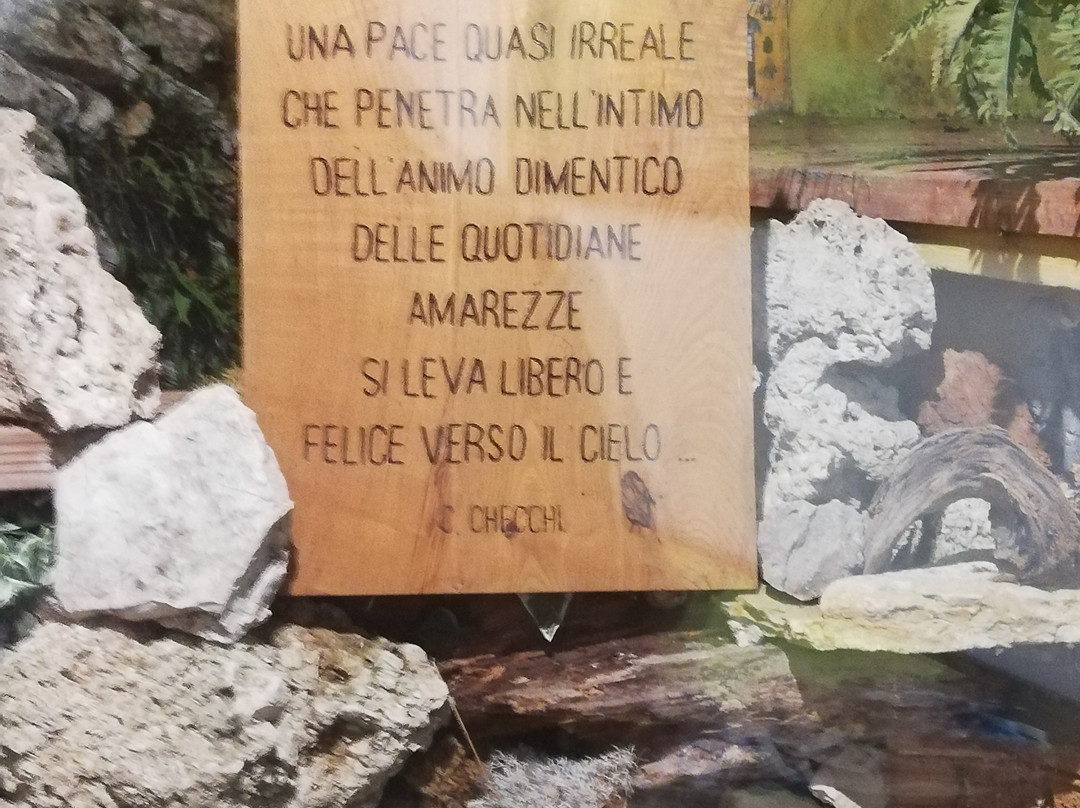 UNA PACE QUASI IRREALE
CHE PENETRA NELL'INTIMO
DELL'ANIMO DIMENTICO
DELLE QUOTIDIANE
AMAREZZE
SI LEVA LIBERO E
FELICE VERSO IL CIELO ...
C. CHECCHI